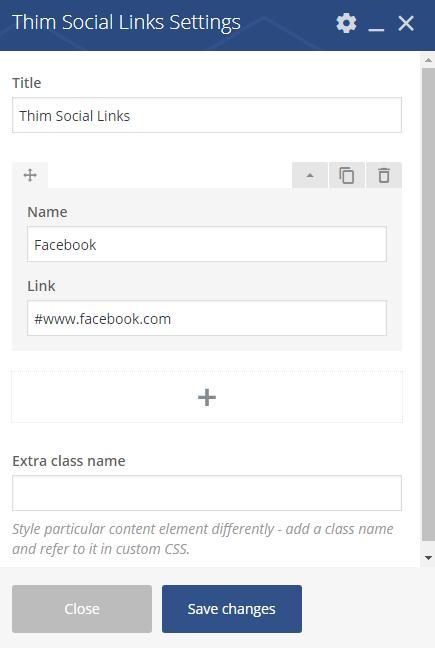 Thim Social Links Settings
Title
Thim Social Links
Name
Facebook
Link
#www.facebook.com
Extra class name
Style particular content element differently - add a class name
and refer to it in custom CSS.
Close
Save changes